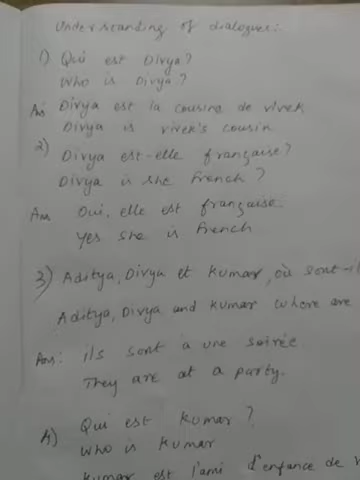 Understanding of dialogues:
1) Qui est Divya?
Who is Divya?
Ans Divya est la cousine de vivek
Divya is vivek's cousin
2) Divya est-elle française?
Divya is she French?
Ans Oui, elle est française.
Yes she is French
3) Aditya, Divya et Kumar, où sont-il
Aditya, Divya and Kumar where are
Ans: ils sont à une soirée.
They are at a party.
4) Qui est Kumar?
Who is Kumar
Kumar est l'ami d'enfance de